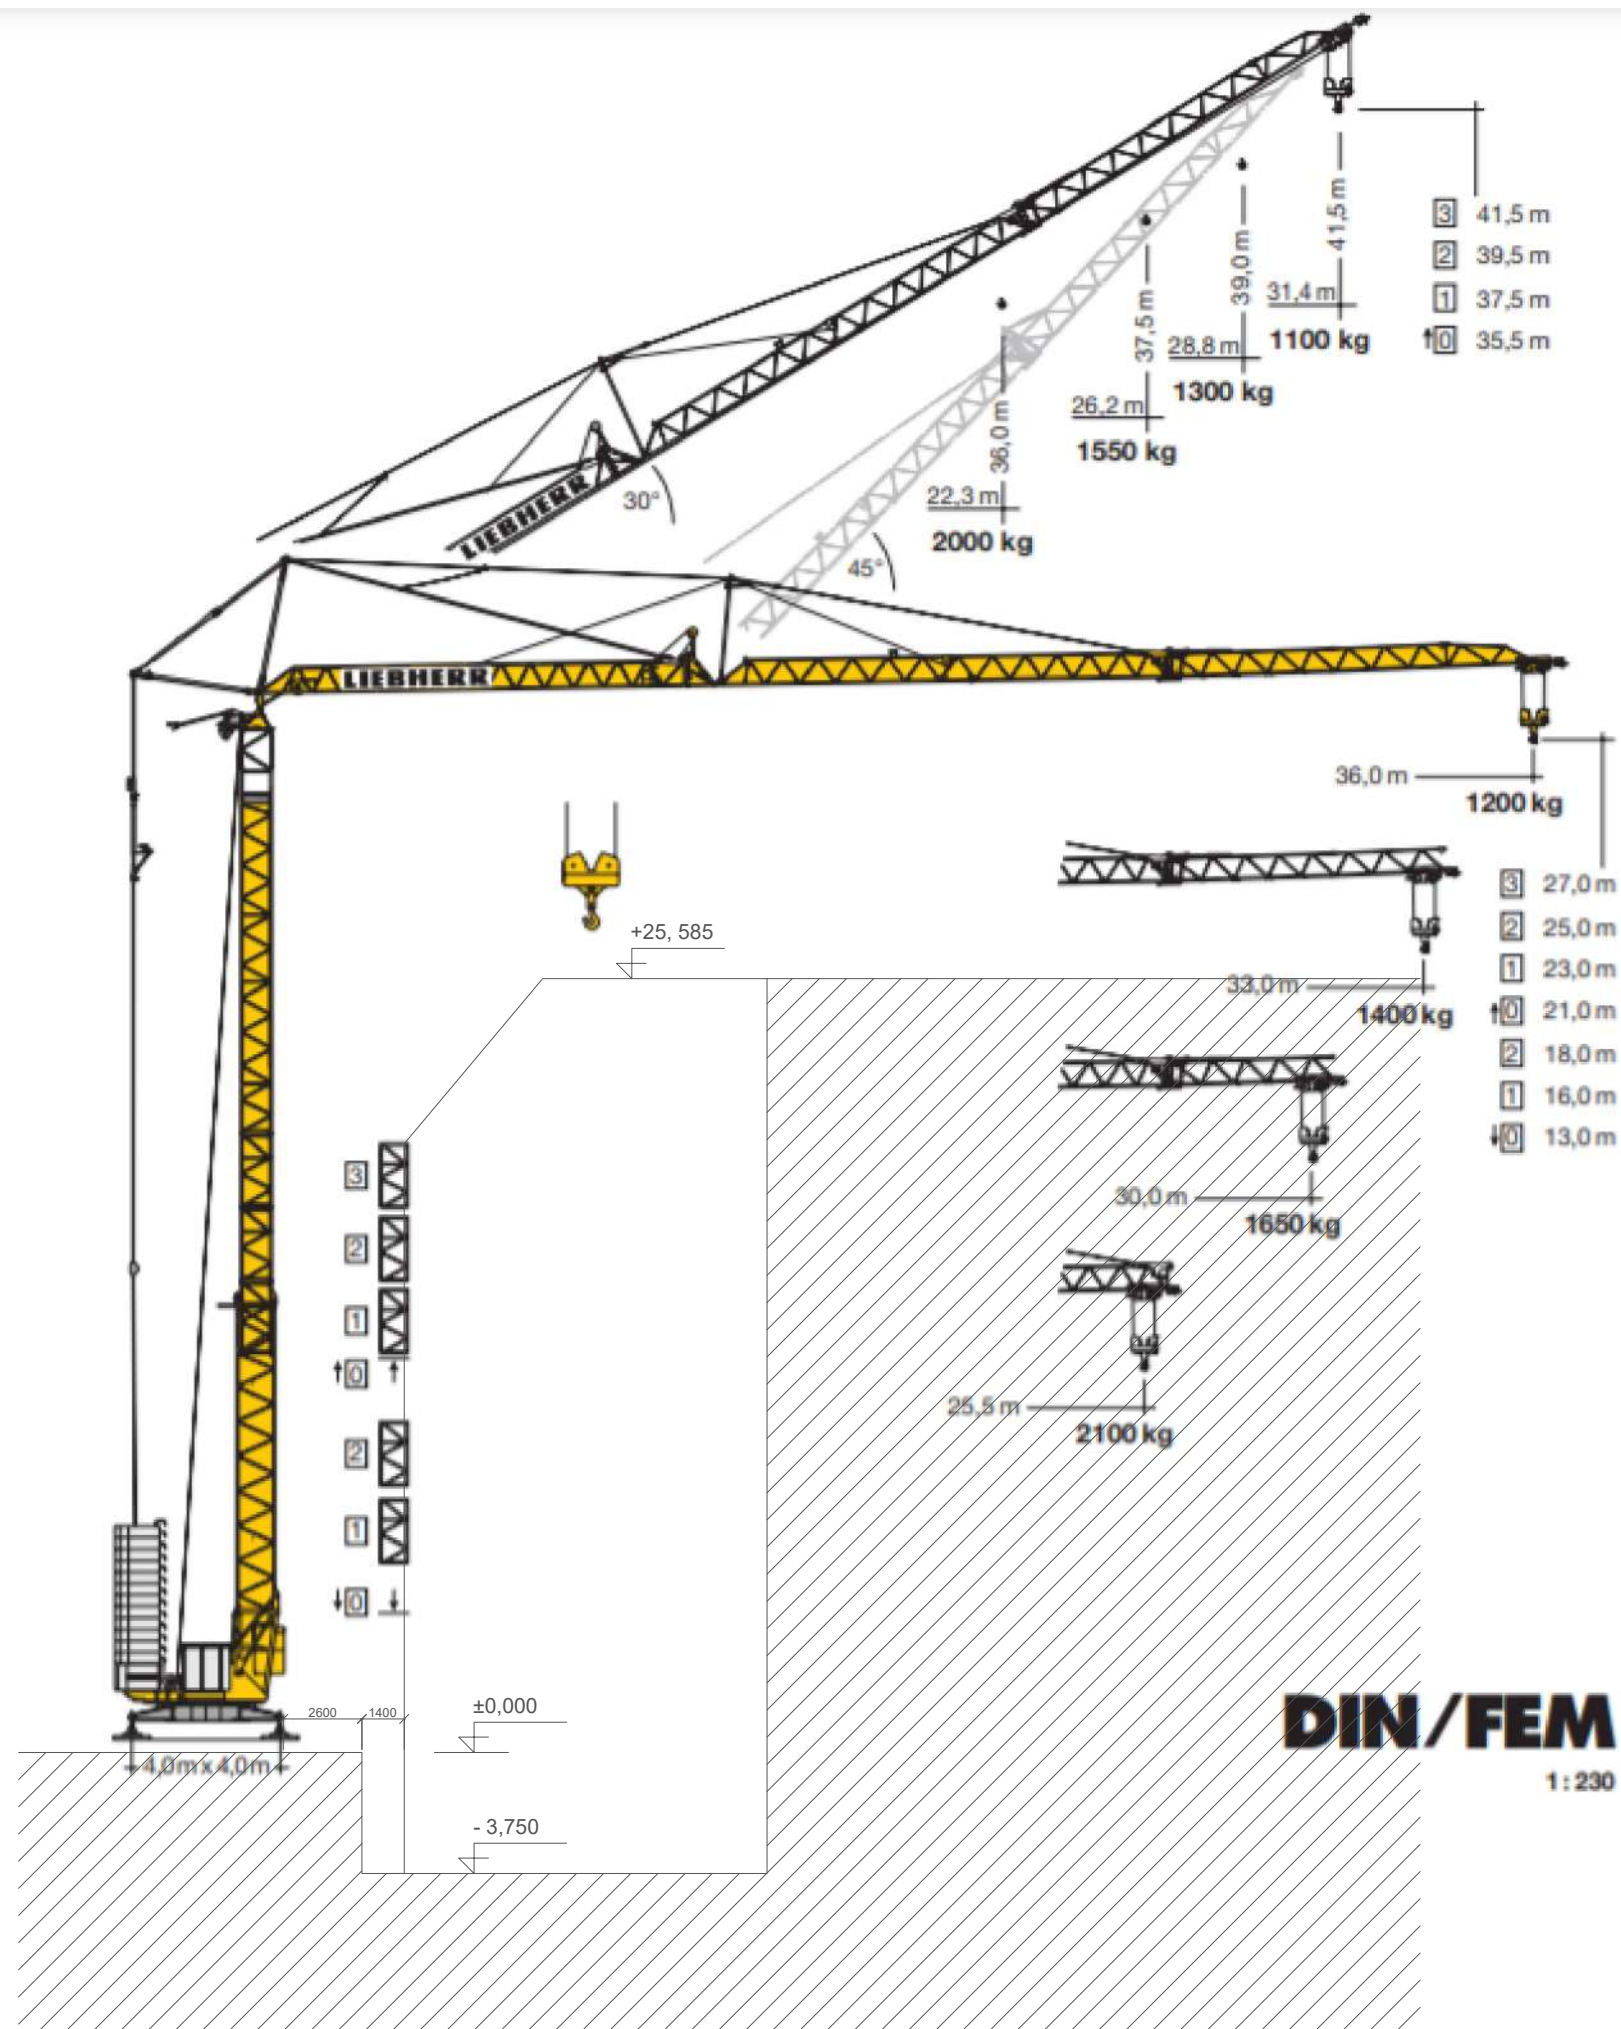 41,5 m
3 41,5 m
39,0 m
2 39,5 m
31,4 m
1 37,5 m
37,5 m
1100 kg
↑0 35,5 m
28,8 m
1300 kg
36,0 m
26,2 m
1550 kg
30°
LIEBHERR
22,3 m
2000 kg
45°
LIEBHERR
36,0 m
1200 kg
3 27,0 m
+25, 585
2 25,0 m
1 23,0 m
33,0 m
1400 kg
↑0 21,0 m
2 18,0 m
1 16,0 m
↓0 13,0 m
3
30,0 m
1650 kg
2
1
↑0
25,5 m
2100 kg
2
1
↓0
±0,000
2600 1400
DIN/FEM
4,0 m x 4,0 m
1 : 230
- 3,750